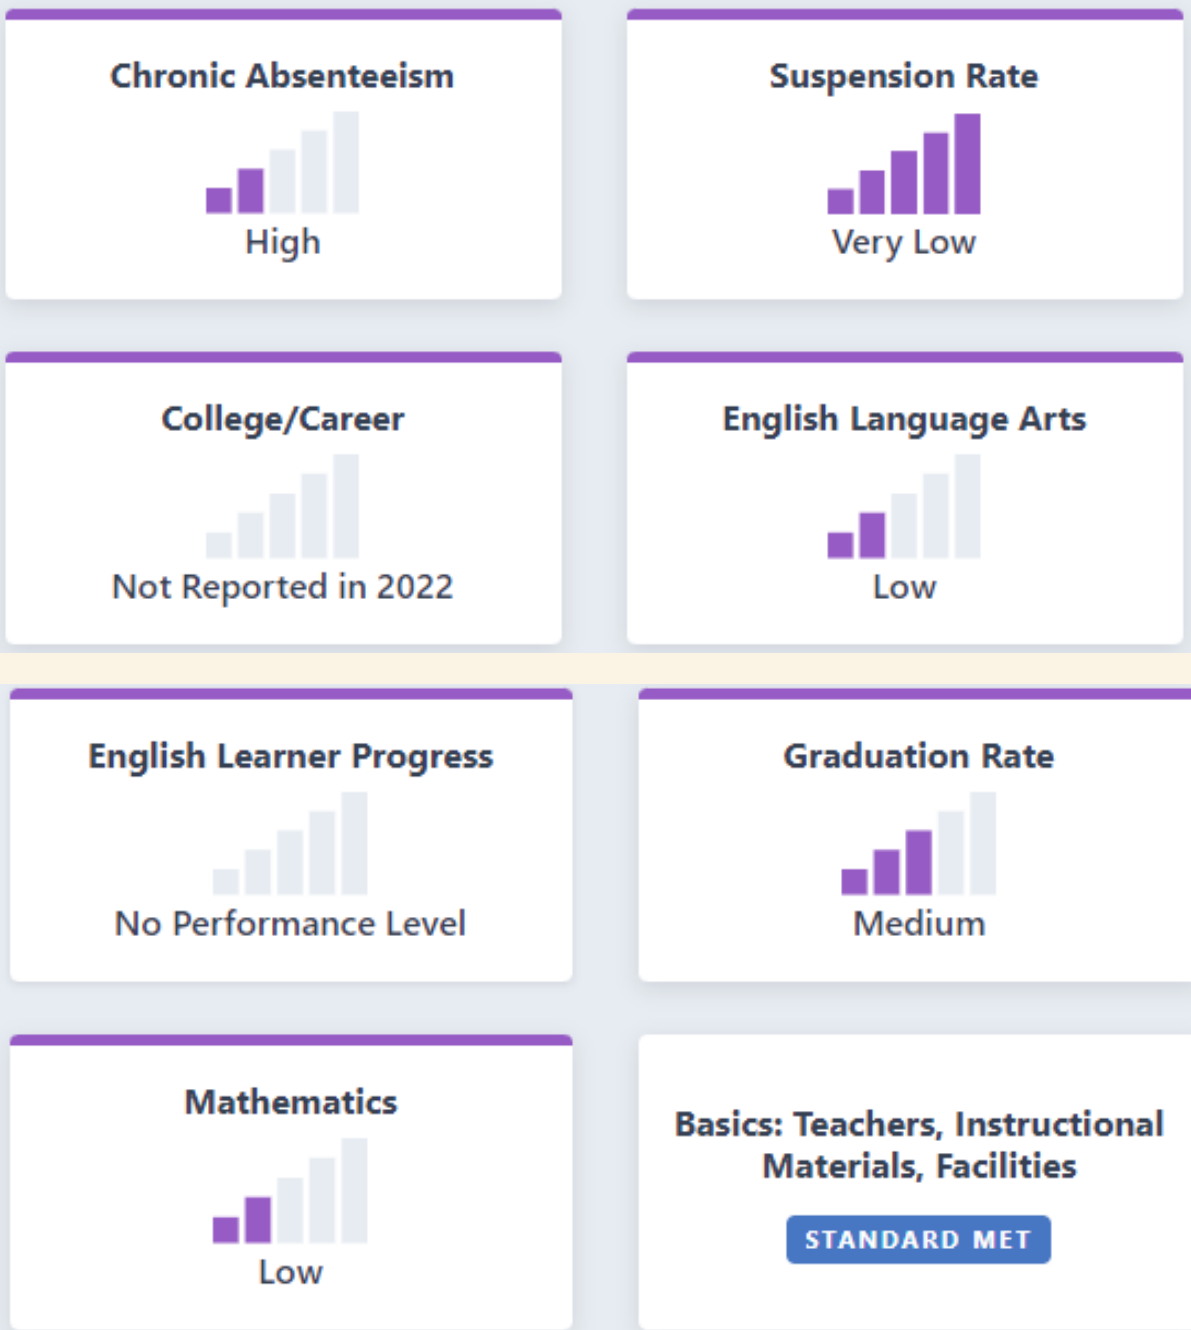 Chronic Absenteeism
High
Suspension Rate
Very Low
College/Career
Not Reported in 2022
English Language Arts
Low
English Learner Progress
No Performance Level
Graduation Rate
Medium
Mathematics
Low
Basics: Teachers, Instructional
Materials, Facilities
STANDARD MET